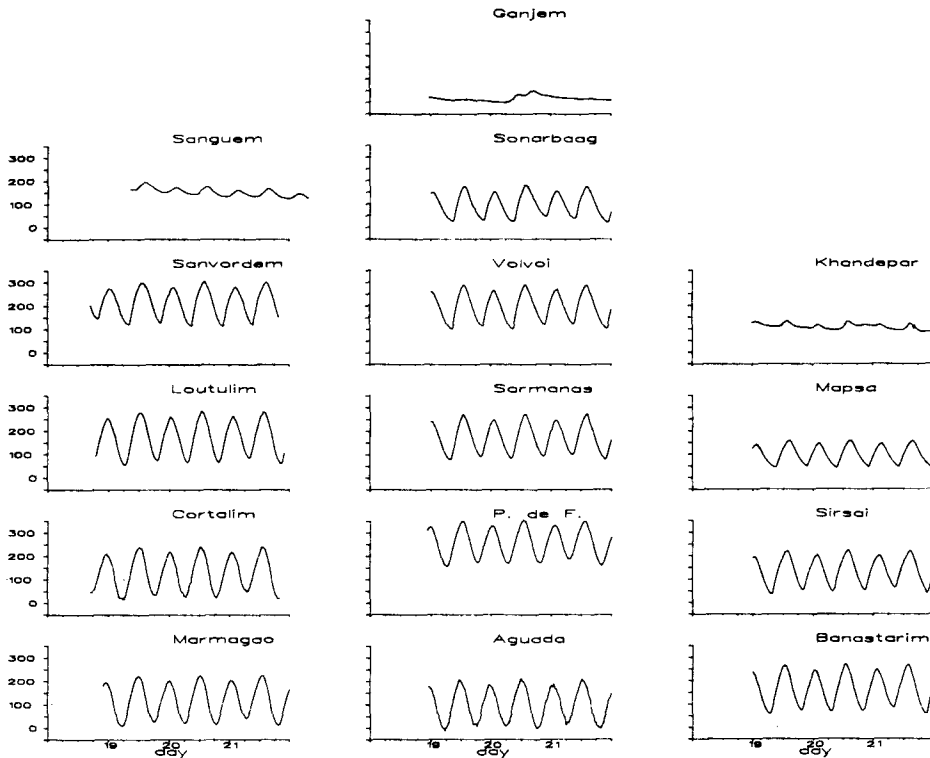 Ganjem
Sanguem
Sonarbaag
300
200
100
0
Sanvordem
Volvoi
Khandepar
300
200
100
0
Loutulim
Sarmanas
Mapsa
300
200
100
0
Cortalim
P. de F.
Sirsai
300
200
100
0
Marmagao
Aguada
Banastarim
300
200
100
0
19 20 21
day
19 20 21
day
19 20 21
day